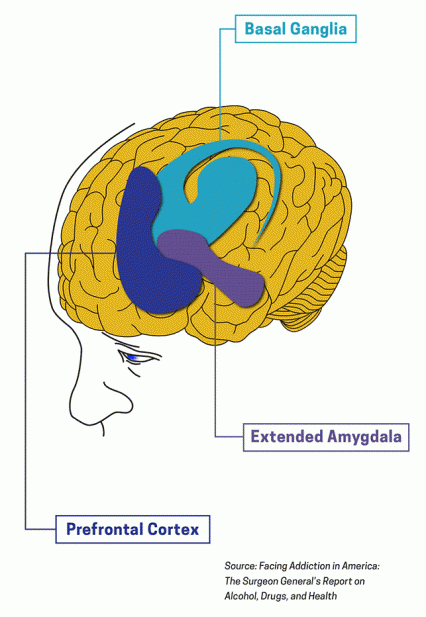 Basal Ganglia
Extended Amygdala
Prefrontal Cortex
Source: Facing Addiction in America:
The Surgeon General's Report on
Alcohol, Drugs, and Health